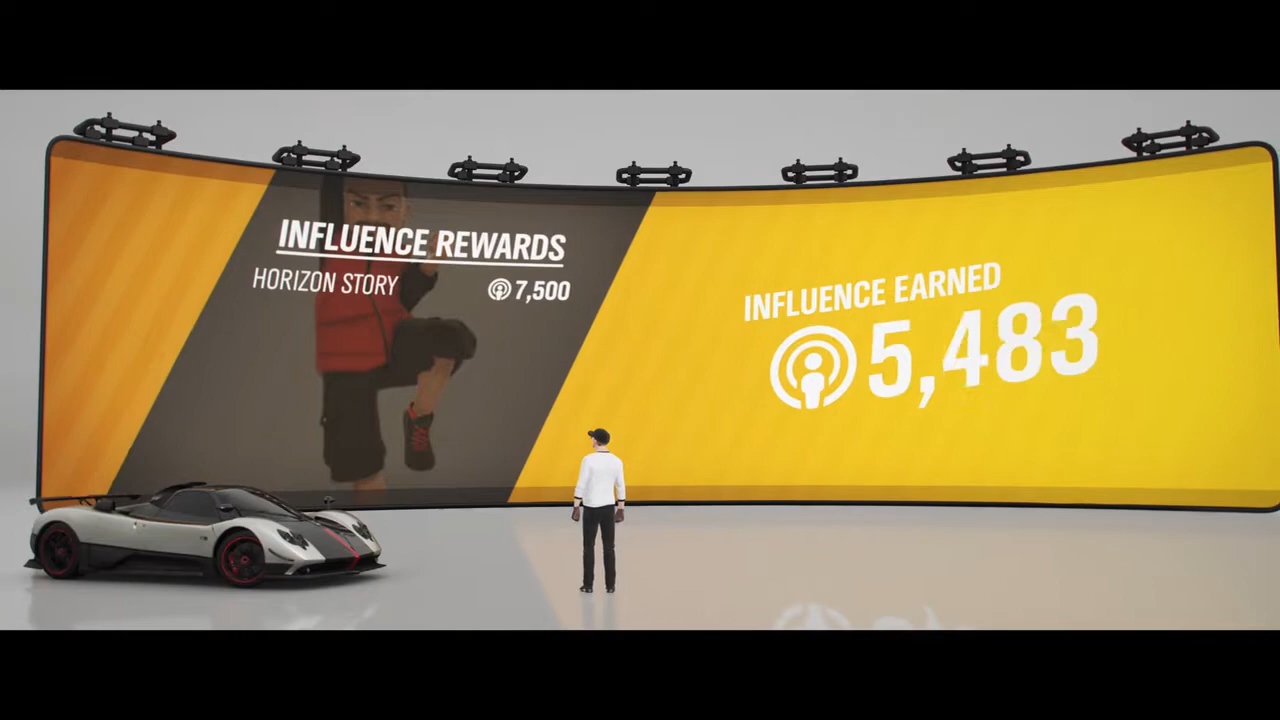 INFLUENCE REWARDS
HORIZON STORY 7,500
INFLUENCE EARNED
5,483